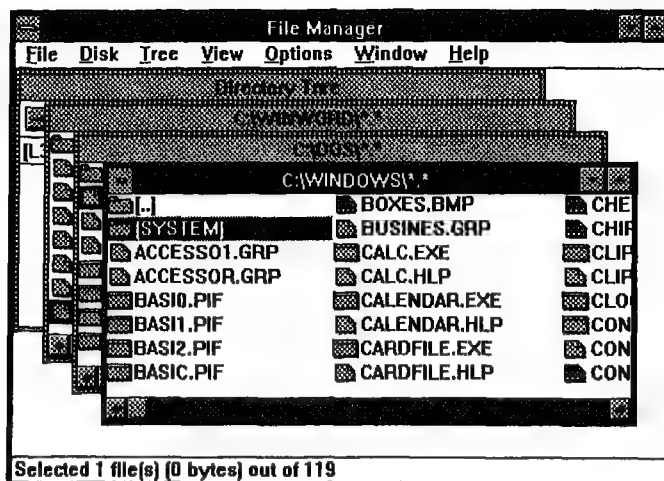 File Manager
File Disk Tree View Options Window Help
Directory Tree
C:\WINWORD\*.*
C:\DGS\*.*
C:\WINDOWS\*.*
[..] BOXES.BMP CHE
[SYSTEM] BUSINES.GRP CHIP
ACCESSO1.GRP CALC.EXE CLIP
ACCESSOR.GRP CALC.HLP CLIP
BASI0.PIF CALENDAR.EXE CLO
BASI1.PIF CALENDAR.HLP CON
BASI2.PIF CARDFILE.EXE CON
BASIC.PIF CARDFILE.HLP CON
Selected 1 file(s) (0 bytes) out of 119